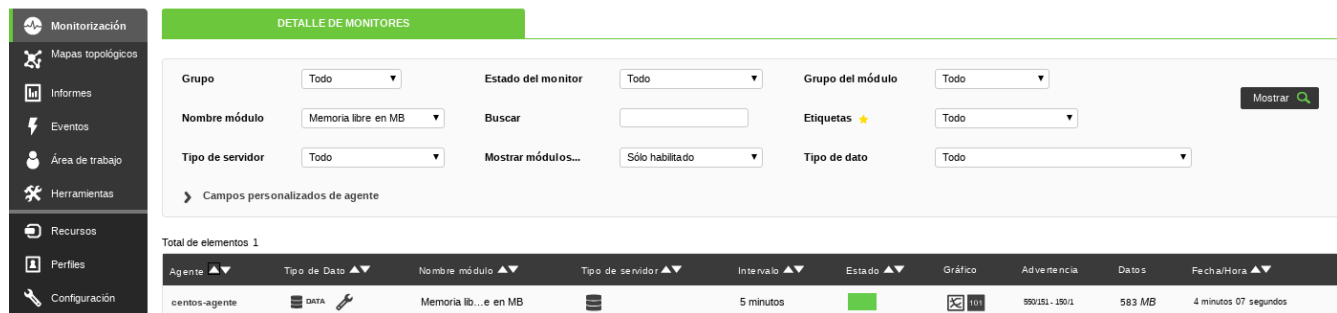 Monitorización
Mapas topológicos
Informes
Eventos
Área de trabajo
Herramientas
Recursos
Perfiles
Configuración
DETALLE DE MONITORES
Grupo Todo Estado del monitor Todo Grupo del módulo Todo
Mostrar
Nombre módulo Memoria libre en MB Buscar Etiquetas Todo
Tipo de servidor Todo Mostrar módulos... Sólo habilitado Tipo de dato Todo
Campos personalizados de agente
Total de elementos 1
Agente Tipo de Dato Nombre módulo Tipo de servidor Intervalo Estado Gráfico Advertencia Datos Fecha/Hora
centos-agente DATA Memoria lib...e en MB 5 minutos 101 550/151 - 150/1 583 MB 4 minutos 07 segundos